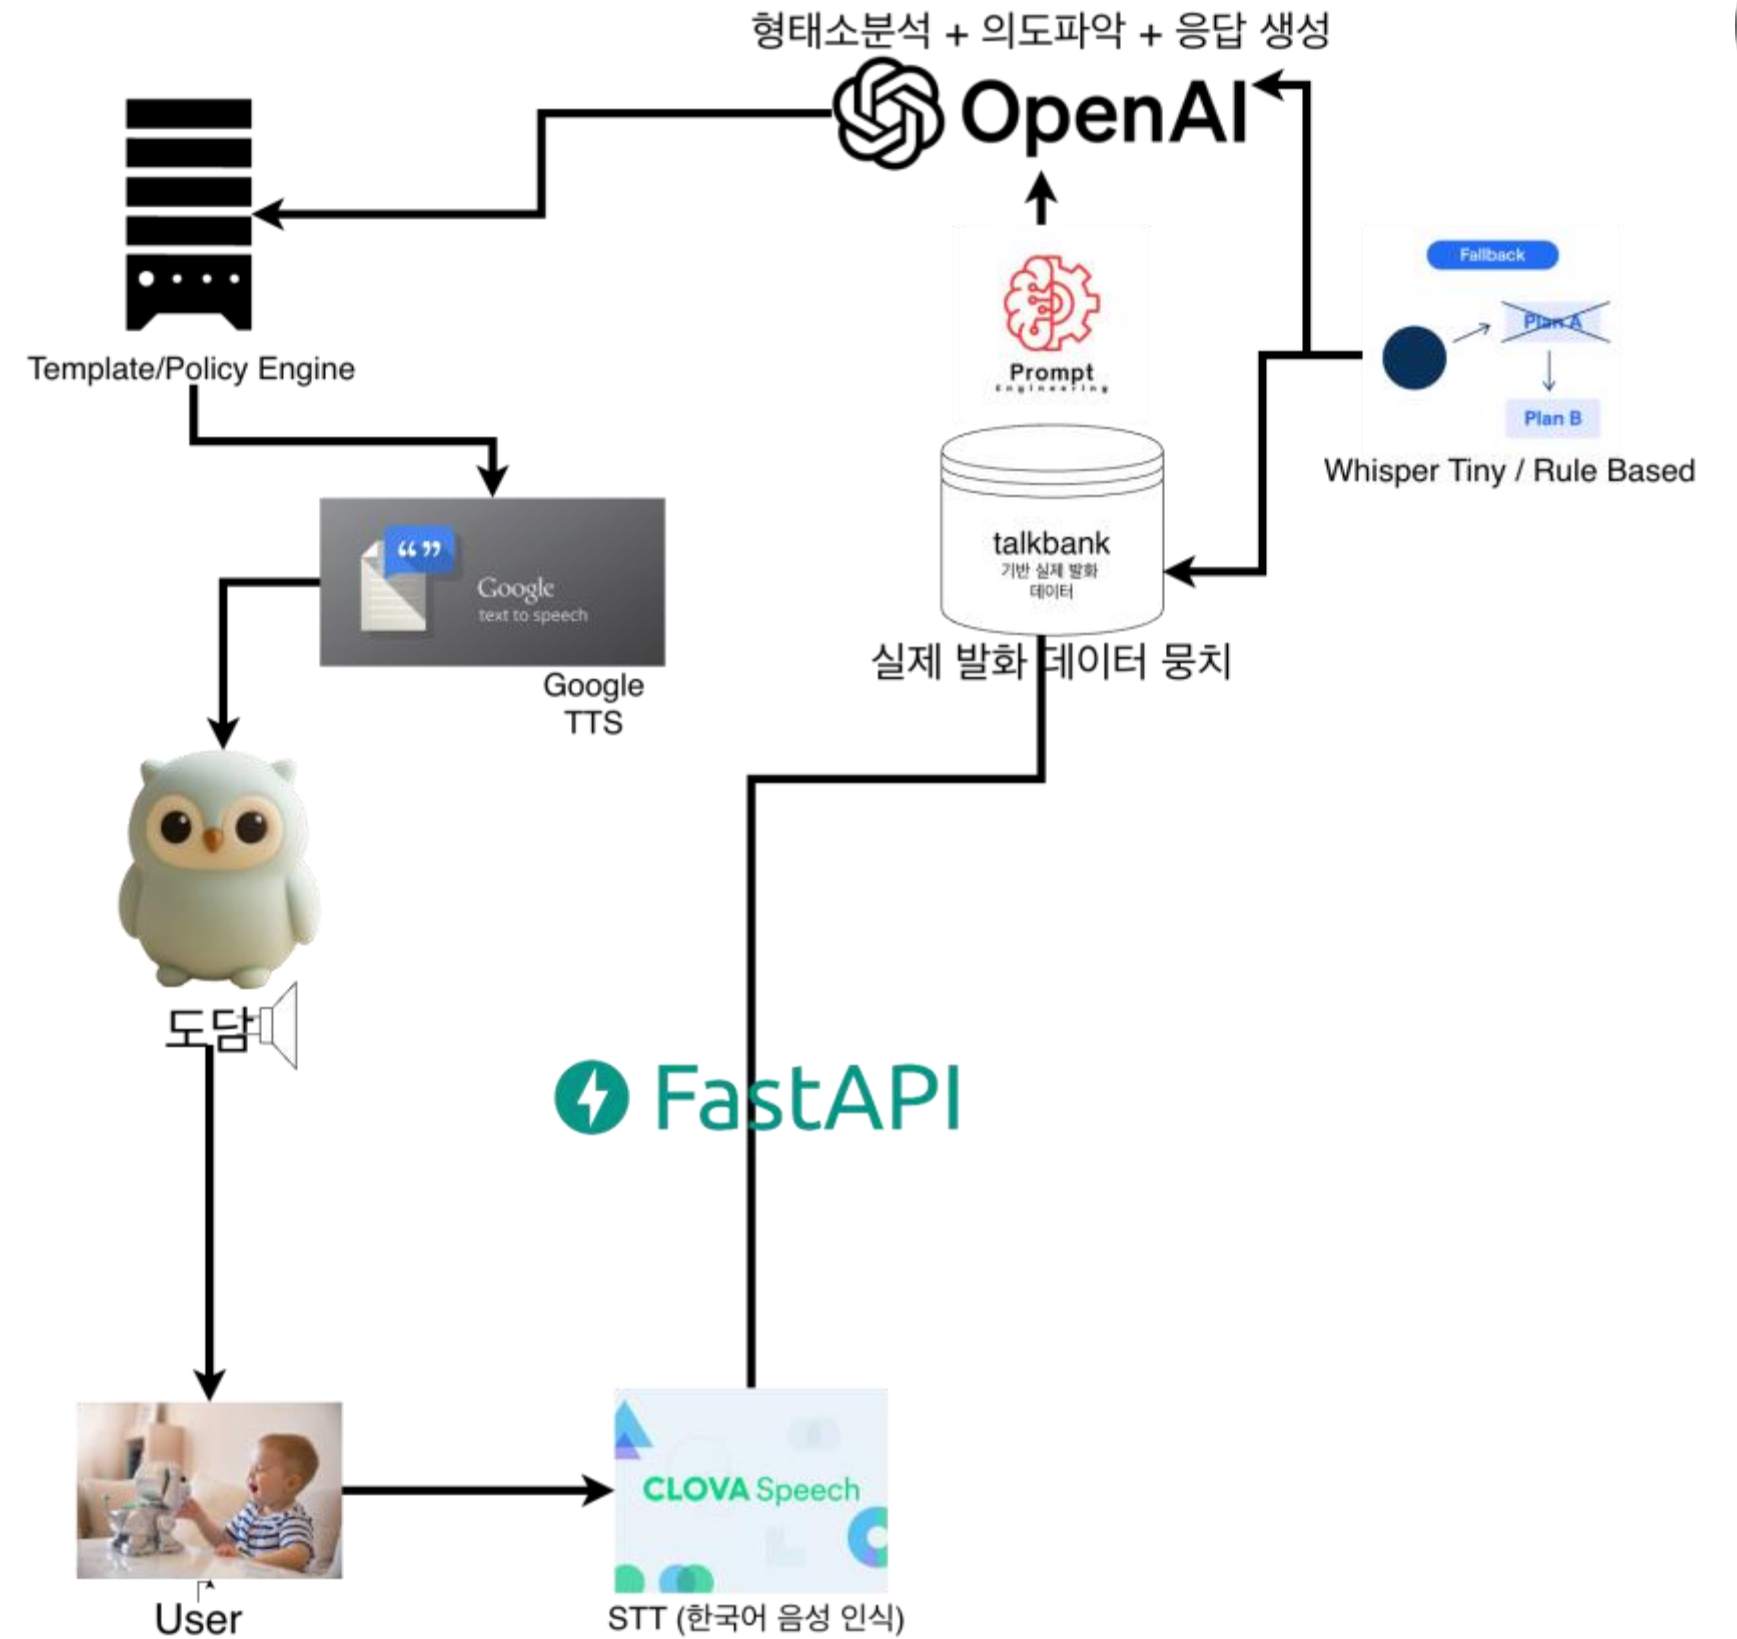 형태소분석 + 의도파악 + 응답 생성
OpenAI
Template/Policy Engine
Prompt
Engineering
Fallback
Plan A
Plan B
Whisper Tiny / Rule Based
talkbank
기반 실제 발화
데이터
실제 발화 데이터 뭉치
“ ”
Google
text to speech
Google
TTS
도담
FastAPI
User
CLOVA Speech
STT (한국어 음성 인식)